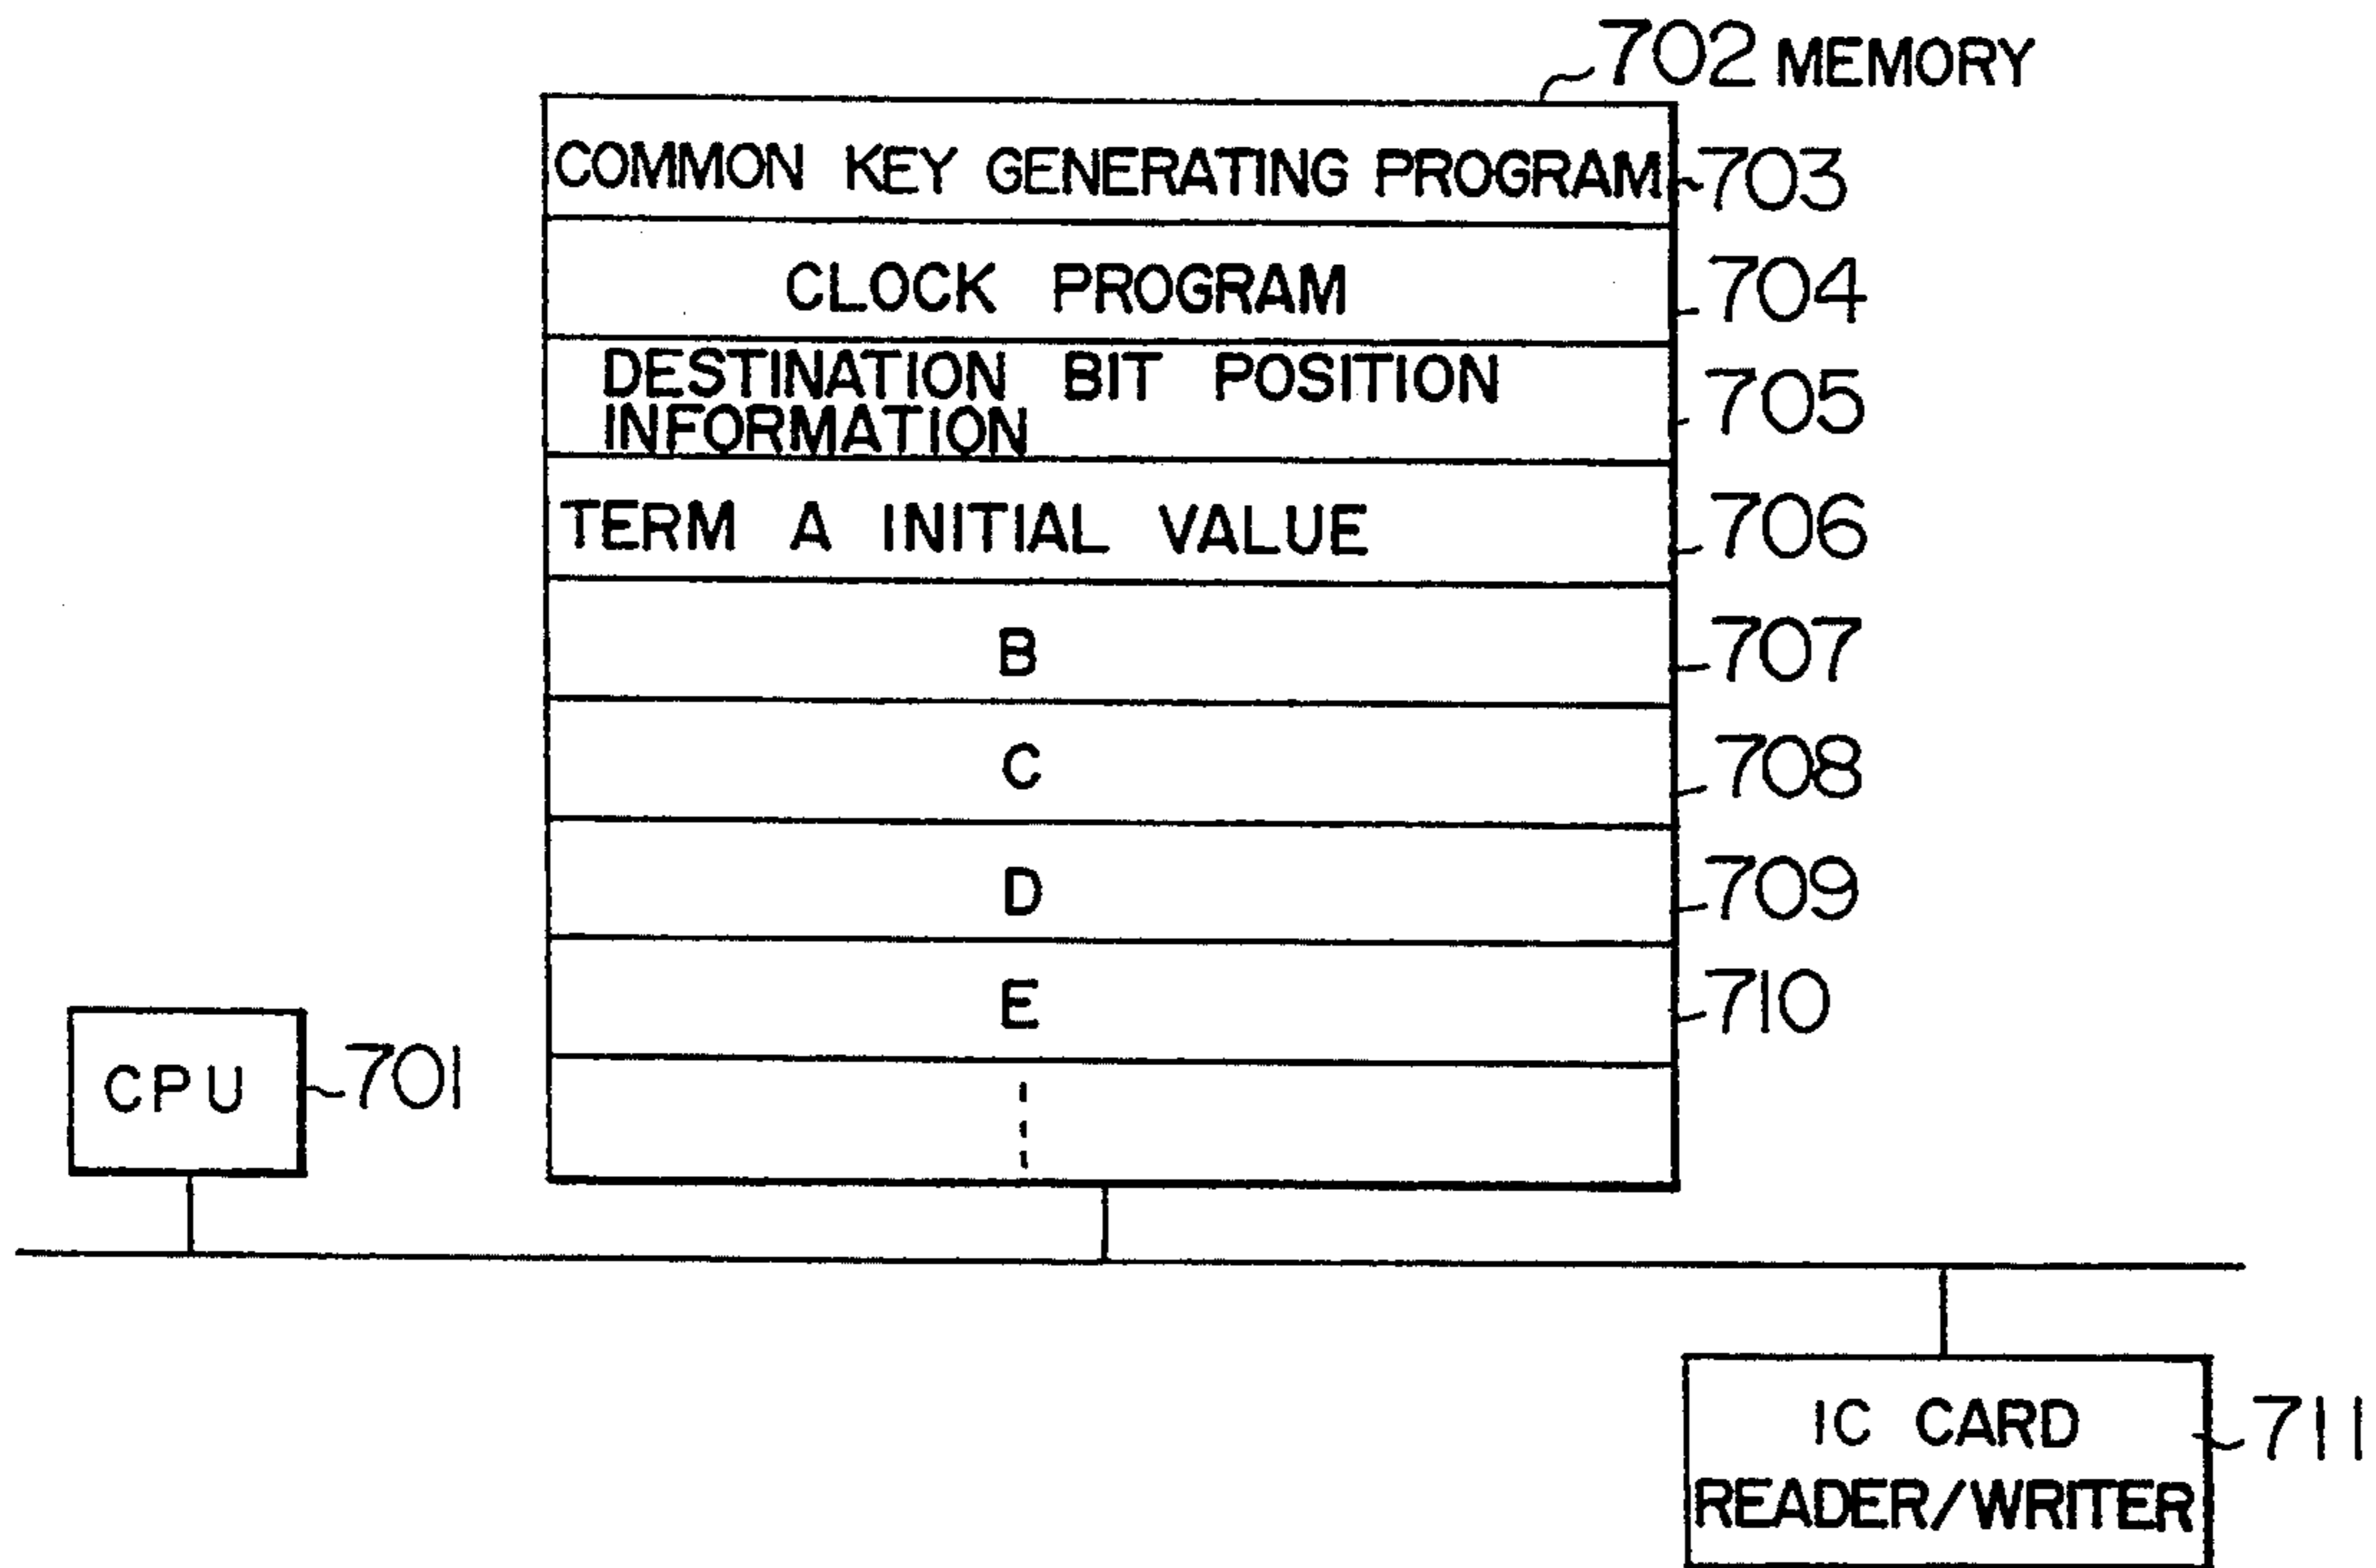 702 MEMORY
COMMON KEY GENERATING PROGRAM 703
CLOCK PROGRAM 704
DESTINATION BIT POSITION
INFORMATION 705
TERM A INITIAL VALUE 706
B 707
C 708
D 709
E 710
CPU 701
IC CARD
READER/WRITER 711